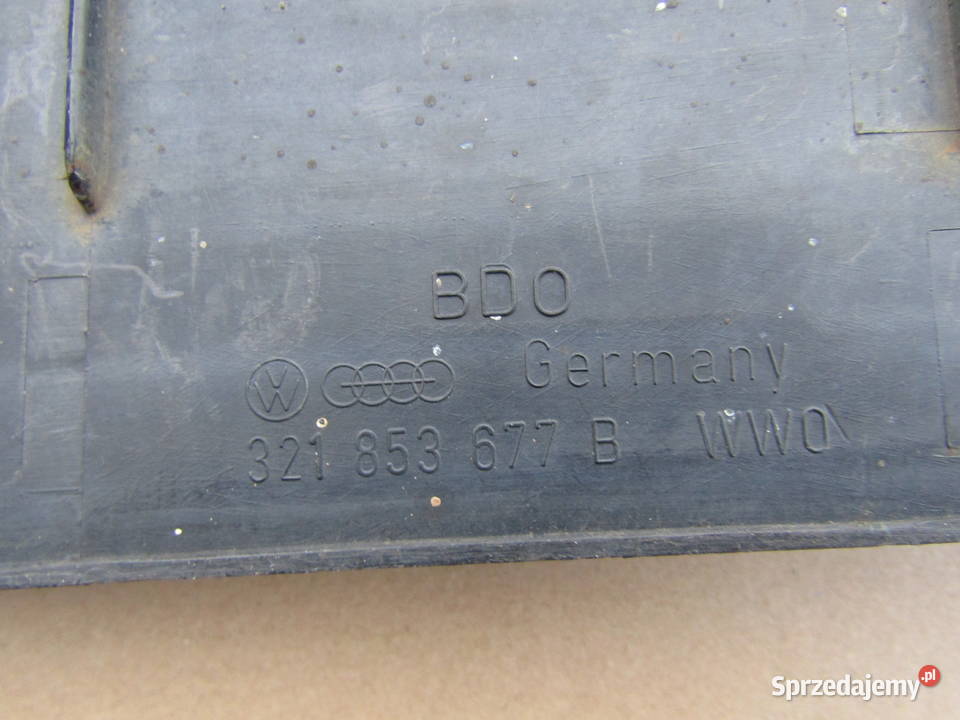 BDO
Germany
321 853 677 B WWO
Sprzedajemy.pl